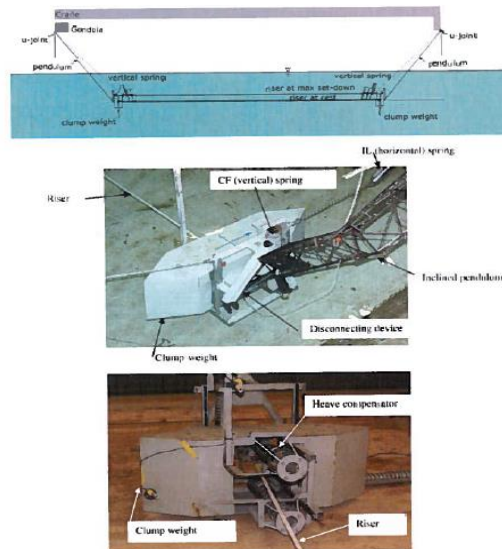 Crane
Gondola
u-joint
u-joint
pendulum
pendulum
vertical spring
vertical spring
riser at max set-down
riser at rest
clump weight
clump weight
IL (horizontal) spring
CF (vertical) spring
Riser
Inclined pendulum
Disconnecting device
Clump weight
Heave compensator
Clump weight
Riser